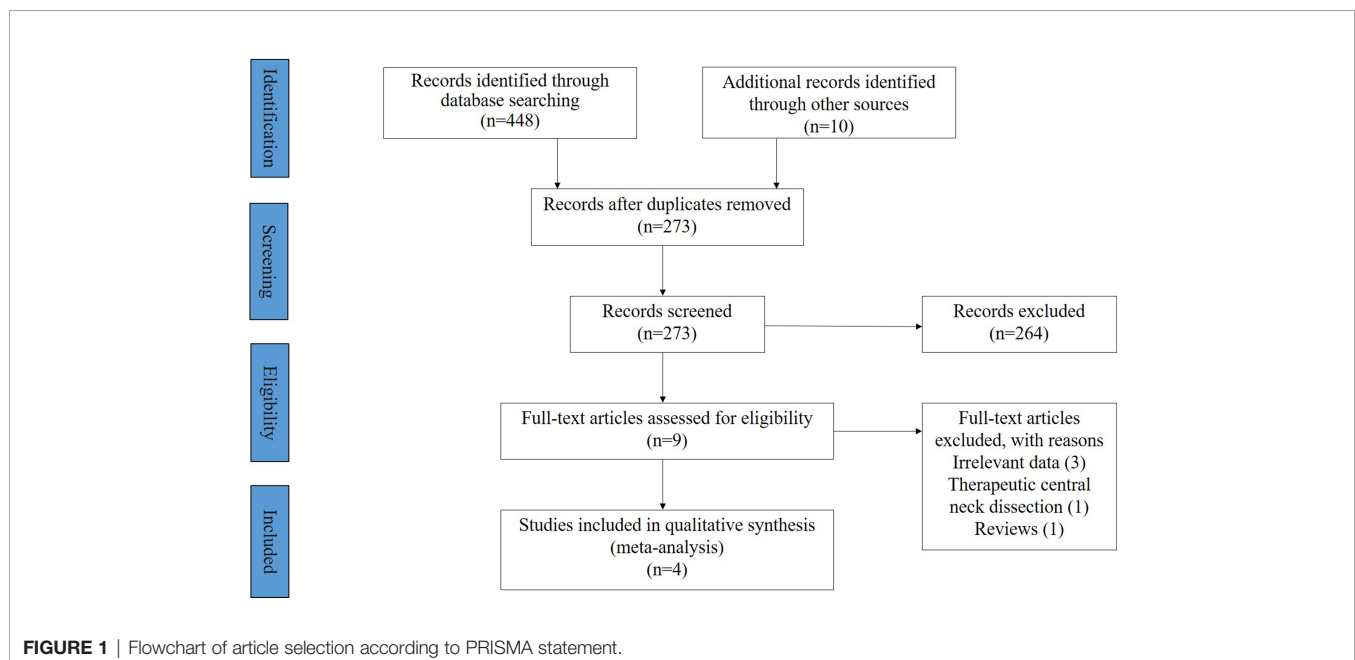 Identification
Records identified through
database searching
(n=448)
Additional records identified
through other sources
(n=10)
Screening
Records after duplicates removed
(n=273)
Records screened
(n=273)
Records excluded
(n=264)
Eligibility
Full-text articles assessed for eligibility
(n=9)
Full-text articles
excluded, with reasons
Irrelevant data (3)
Therapeutic central
neck dissection (1)
Reviews (1)
Included
Studies included in qualitative synthesis
(meta-analysis)
(n=4)
FIGURE 1 | Flowchart of article selection according to PRISMA statement.